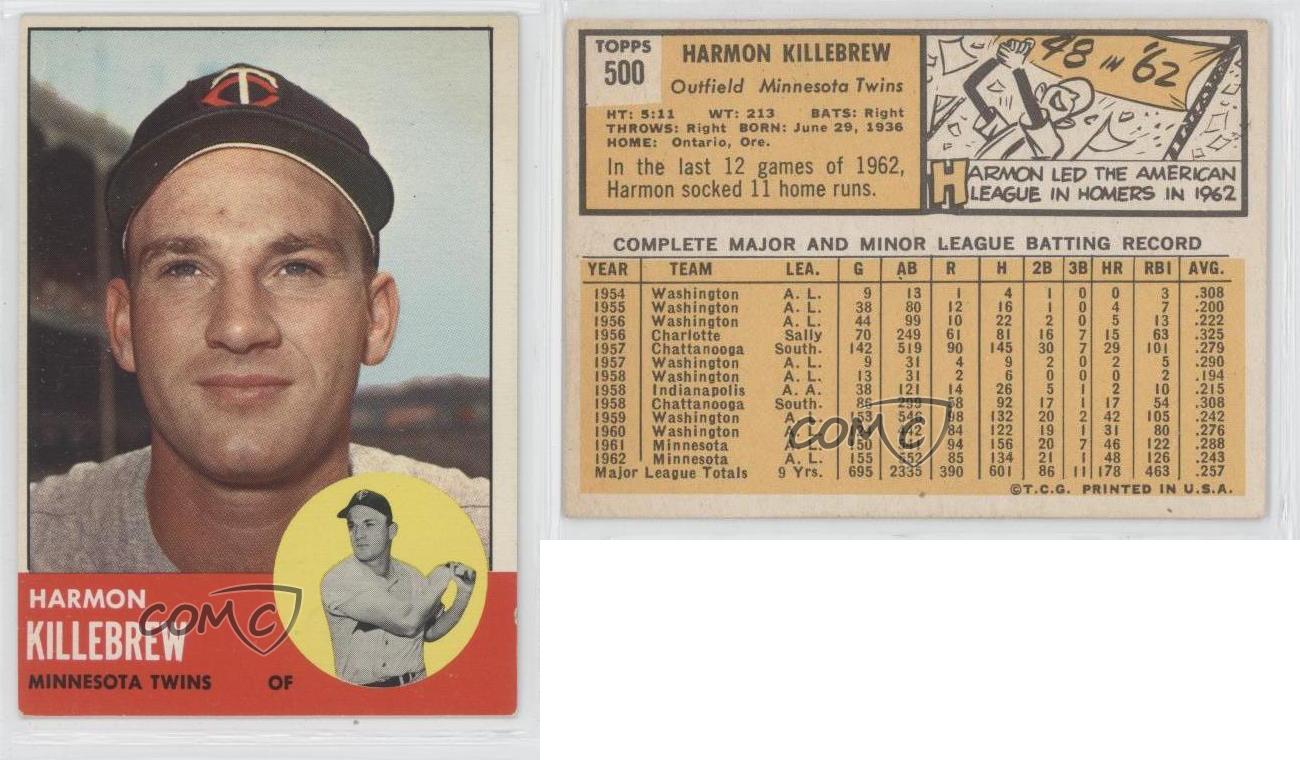 TC
HARMON
KILLEBREW
MINNESOTA TWINS OF
COMC
TOPPS
500
HARMON KILLEBREW
Outfield Minnesota Twins
HT: 5:11 WT: 213 BATS: Right
THROWS: Right BORN: June 29, 1936
HOME: Ontario, Ore.
In the last 12 games of 1962,
Harmon socked 11 home runs.
48 IN '62
HARMON LED THE AMERICAN
LEAGUE IN HOMERS IN 1962
COMPLETE MAJOR AND MINOR LEAGUE BATTING RECORD
YEAR TEAM LEA. G AB R H 2B 3B HR RBI AVG.
1954 Washington A. L. 9 13 1 4 1 0 0 3 .308
1955 Washington A. L. 38 80 12 16 1 0 4 7 .200
1956 Washington A. L. 44 99 10 22 2 0 5 13 .222
1956 Charlotte Sally 70 249 61 81 16 7 15 63 .325
1957 Chattanooga South. 142 519 90 145 30 7 29 101 .279
1957 Washington A. L. 9 31 4 9 2 0 2 5 .290
1958 Washington A. L. 13 31 2 6 0 0 0 2 .194
1958 Indianapolis A. A. 38 121 14 26 5 1 2 10 .215
1958 Chattanooga South. 86 299 58 92 17 1 17 54 .308
1959 Washington A. L. 153 546 98 132 20 2 42 105 .242
1960 Washington A. L. 442 84 122 19 1 31 80 .276
1961 Minnesota A. L. 150 541 94 156 20 7 46 122 .288
1962 Minnesota A. L. 155 552 85 134 21 1 48 126 .243
Major League Totals 9 Yrs. 695 2335 390 601 86 11 178 463 .257
©T.C.G. PRINTED IN U.S.A.
COMC